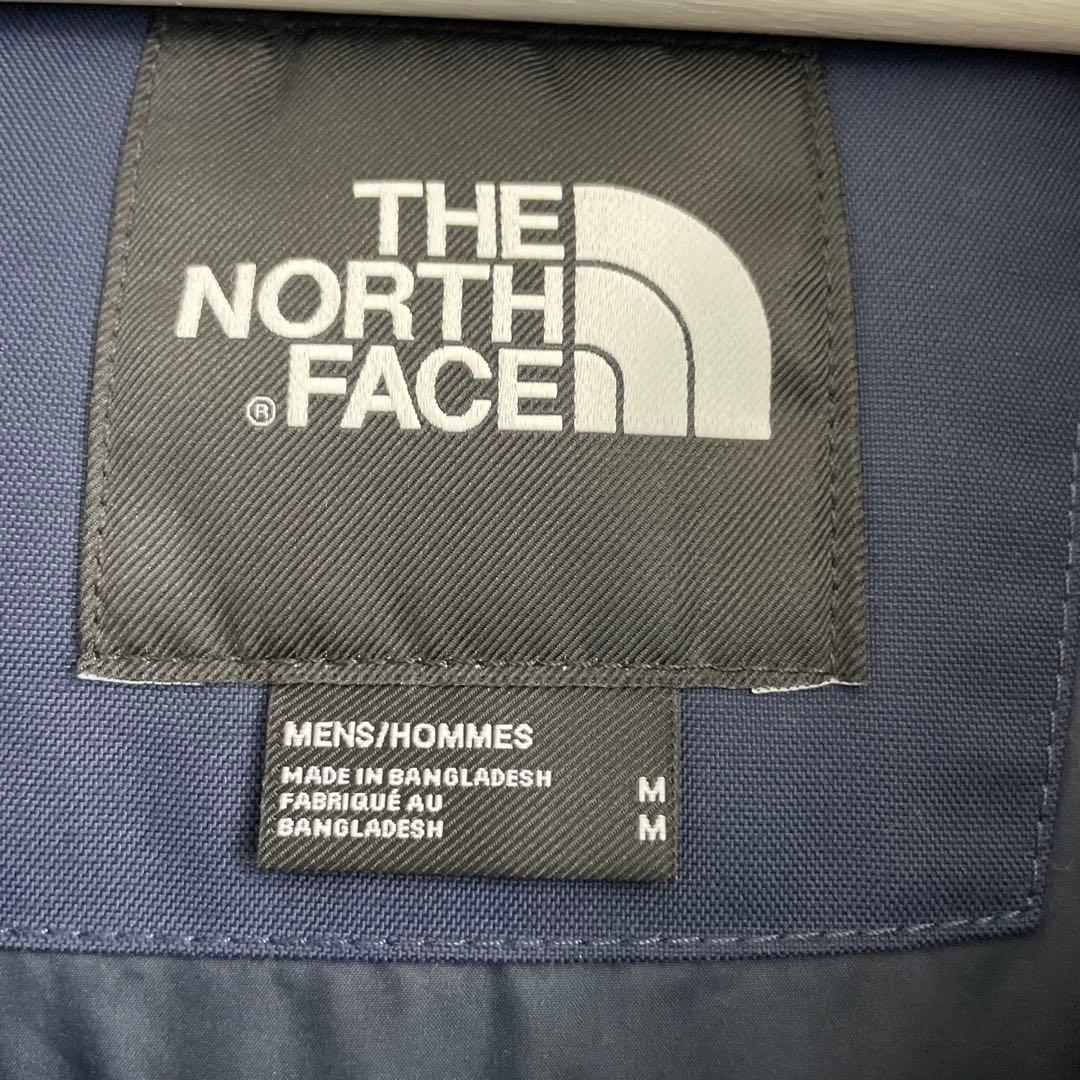 THE
NORTH
FACE
®
MENS/HOMMES
MADE IN BANGLADESH M
FABRIQUÉ AU
BANGLADESH M